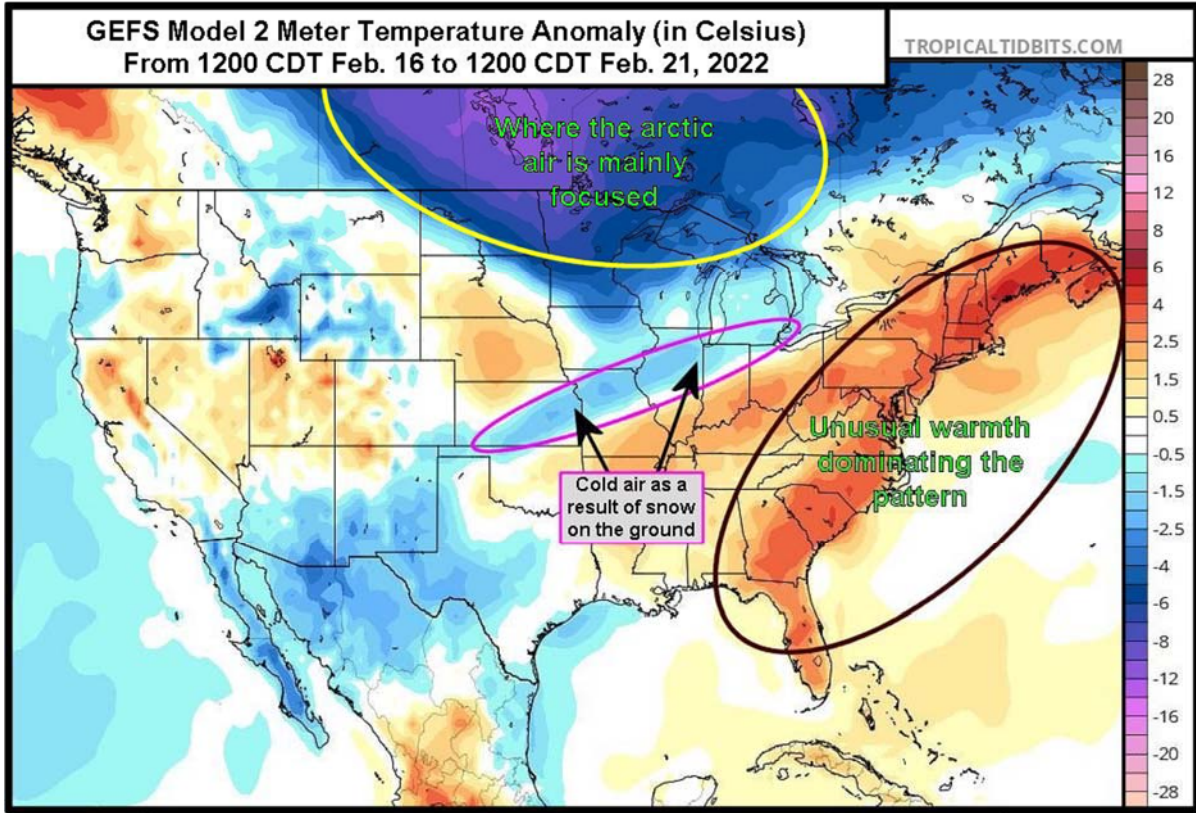 GEFS Model 2 Meter Temperature Anomaly (in Celsius)
From 1200 CDT Feb. 16 to 1200 CDT Feb. 21, 2022
TROPICALTIDBITS.COM
Where the arctic
air is mainly
focused
Unusual warmth
dominating the
pattern
Cold air as a
result of snow
on the ground
28
20
16
12
8
6
4
2.5
1.5
0.5
-0.5
-1.5
-2.5
-4
-6
-8
-12
-16
-20
-28